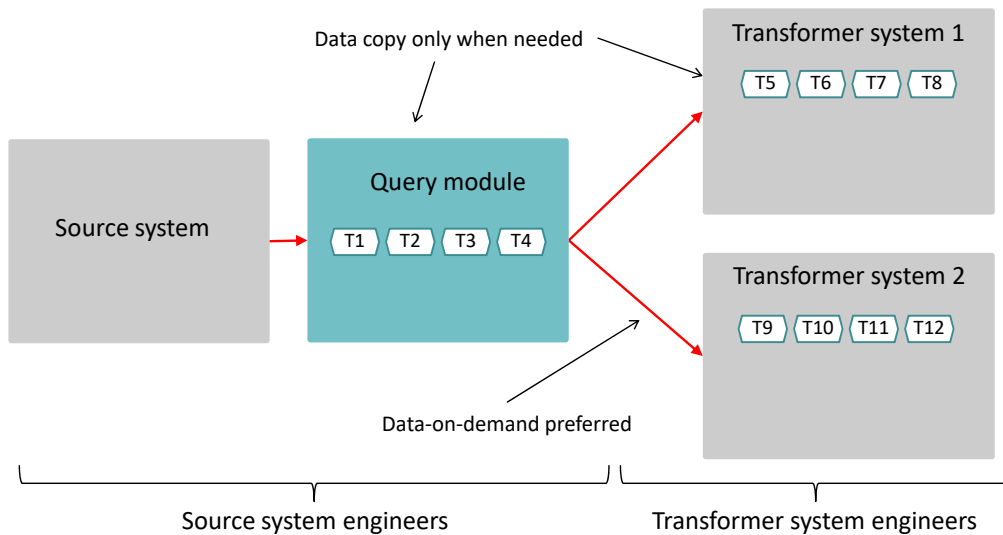 Data copy only when needed
Transformer system 1
T5 T6 T7 T8
Source system
Query module
T1 T2 T3 T4
Transformer system 2
T9 T10 T11 T12
Data-on-demand preferred
Source system engineers
Transformer system engineers